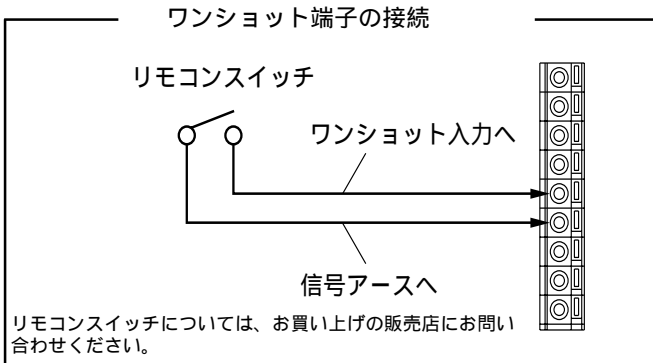 ワンショット端子の接続
リモコンスイッチ
ワンショット入力へ
信号アースへ
リモコンスイッチについては、お買い上げの販売店にお問い
合わせください。